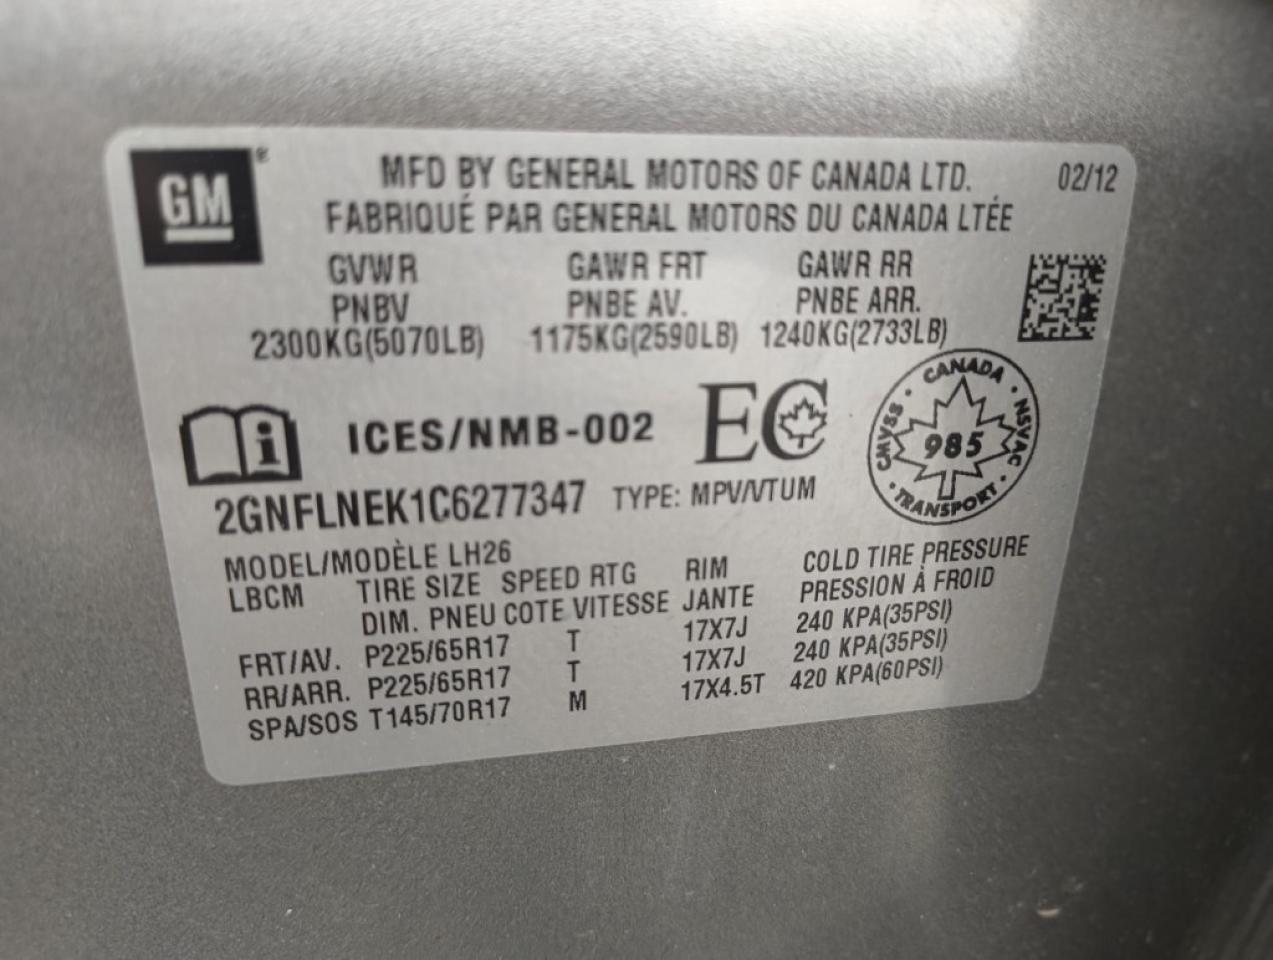 GM®
MFD BY GENERAL MOTORS OF CANADA LTD. 02/12
FABRIQUÉ PAR GENERAL MOTORS DU CANADA LTÉE
GVWR GAWR FRT GAWR RR
PNBV PNBE AV. PNBE ARR.
2300KG(5070LB) 1175KG(2590LB) 1240KG(2733LB)
i ICES/NMB-002 EC
CANADA
CMVSS 985 NSVAC
TRANSPORT
2GNFLNEK1C6277347 TYPE: MPV/VTUM
MODEL/MODÈLE LH26
LBCM TIRE SIZE SPEED RTG RIM COLD TIRE PRESSURE
DIM. PNEU COTE VITESSE JANTE PRESSION À FROID
FRT/AV. P225/65R17 T 17X7J 240 KPA(35PSI)
RR/ARR. P225/65R17 T 17X7J 240 KPA(35PSI)
SPA/SOS T145/70R17 M 17X4.5T 420 KPA(60PSI)